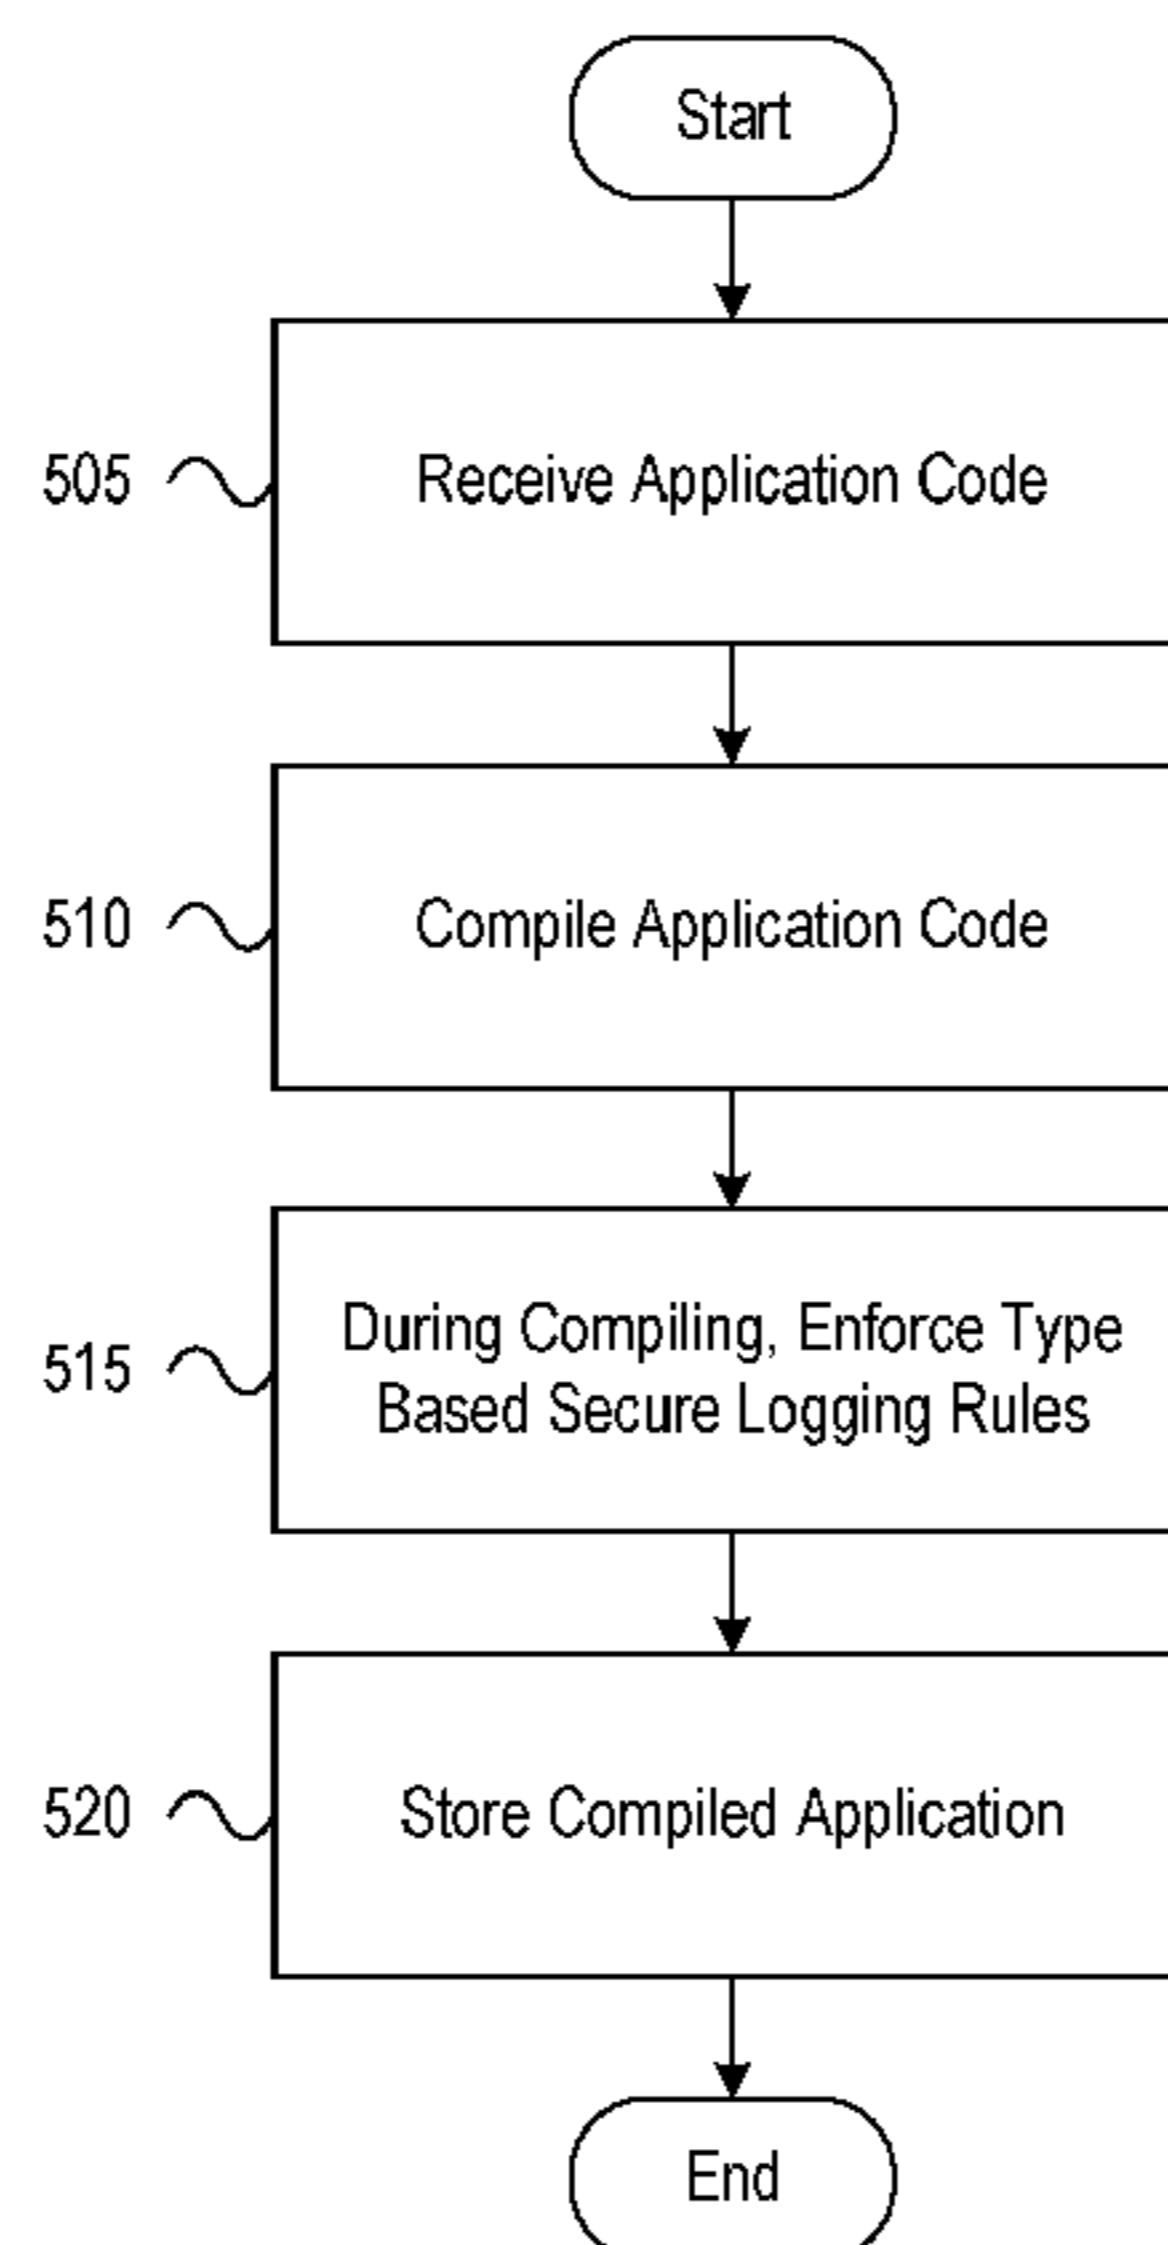 Start
505
Receive Application Code
510
Compile Application Code
515
During Compiling, Enforce Type
Based Secure Logging Rules
520
Store Compiled Application
End